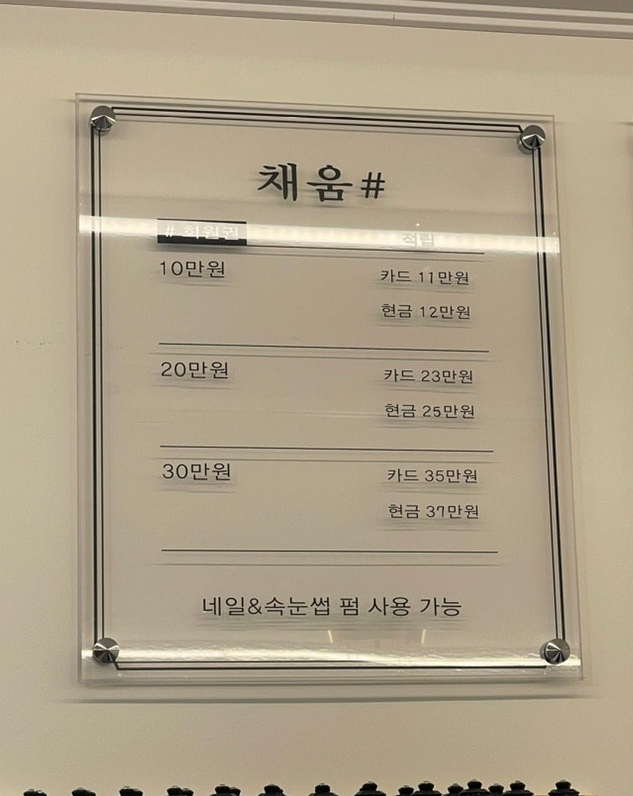 채움#
# 회원권 적립
10만원 카드 11만원
현금 12만원
20만원 카드 23만원
현금 25만원
30만원 카드 35만원
현금 37만원
네일&속눈썹 펌 사용 가능